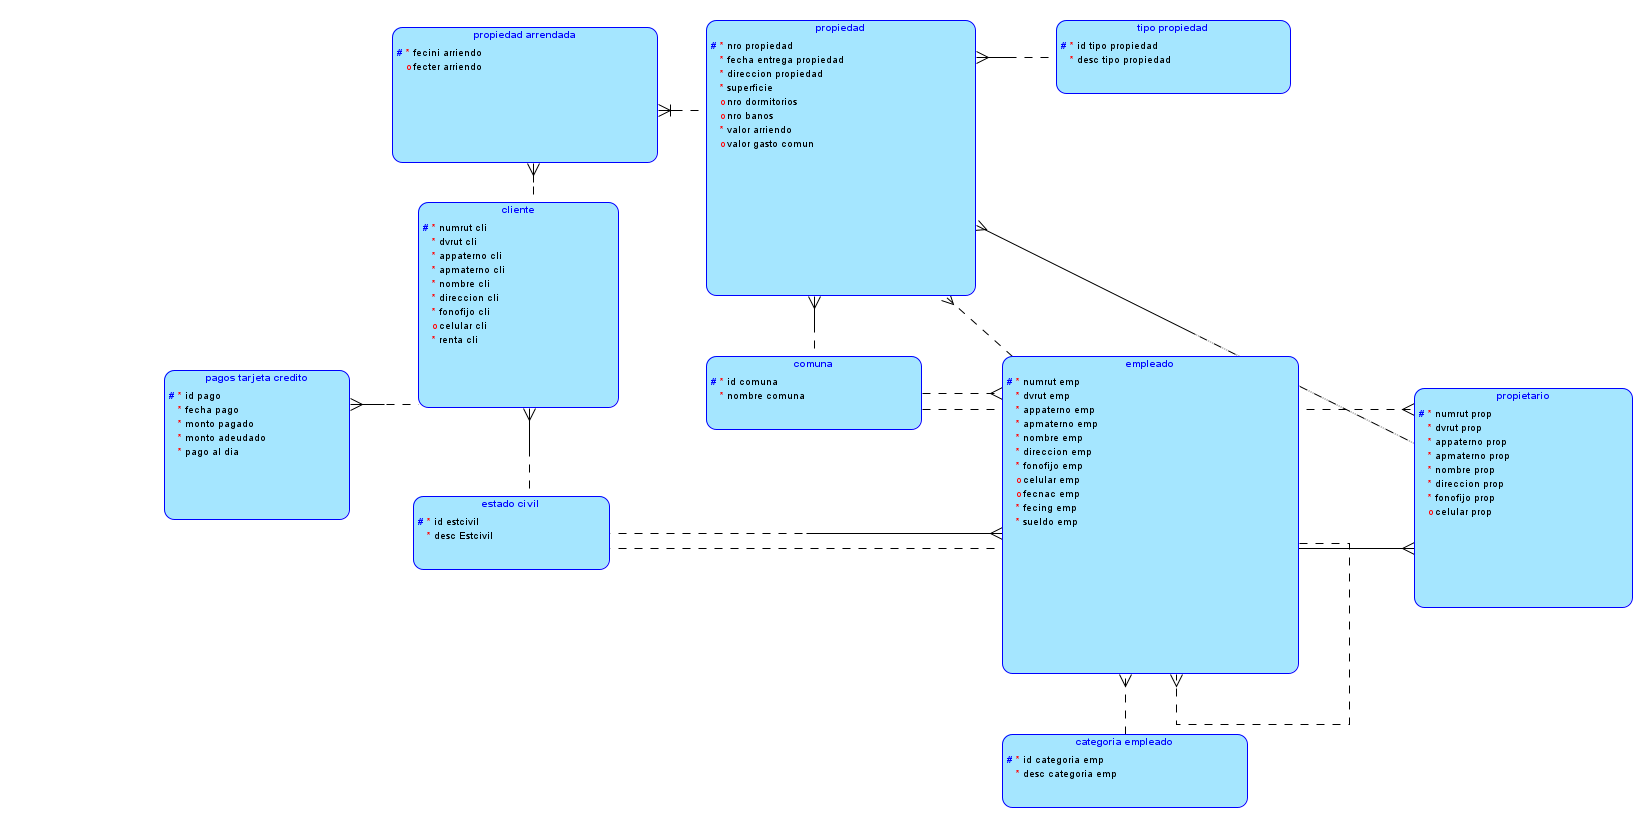 propiedad arrendada
# * fecini arriendo
o fecter arriendo
propiedad
# * nro propiedad
* fecha entrega propiedad
* direccion propiedad
* superficie
o nro dormitorios
o nro banos
* valor arriendo
o valor gasto comun
tipo propiedad
# * id tipo propiedad
* desc tipo propiedad
cliente
# * numrut cli
* dvrut cli
* appaterno cli
* apmaterno cli
* nombre cli
* direccion cli
* fonofijo cli
o celular cli
* renta cli
pagos tarjeta credito
# * id pago
* fecha pago
* monto pagado
* monto adeudado
* pago al dia
comuna
# * id comuna
* nombre comuna
empleado
# * numrut emp
* dvrut emp
* appaterno emp
* apmaterno emp
* nombre emp
* direccion emp
* fonofijo emp
o celular emp
o fecnac emp
* fecing emp
* sueldo emp
propietario
# * numrut prop
* dvrut prop
* appaterno prop
* apmaterno prop
* nombre prop
* direccion prop
* fonofijo prop
o celular prop
estado civil
# * id estcivil
* desc Estcivil
categoria empleado
# * id categoria emp
* desc categoria emp